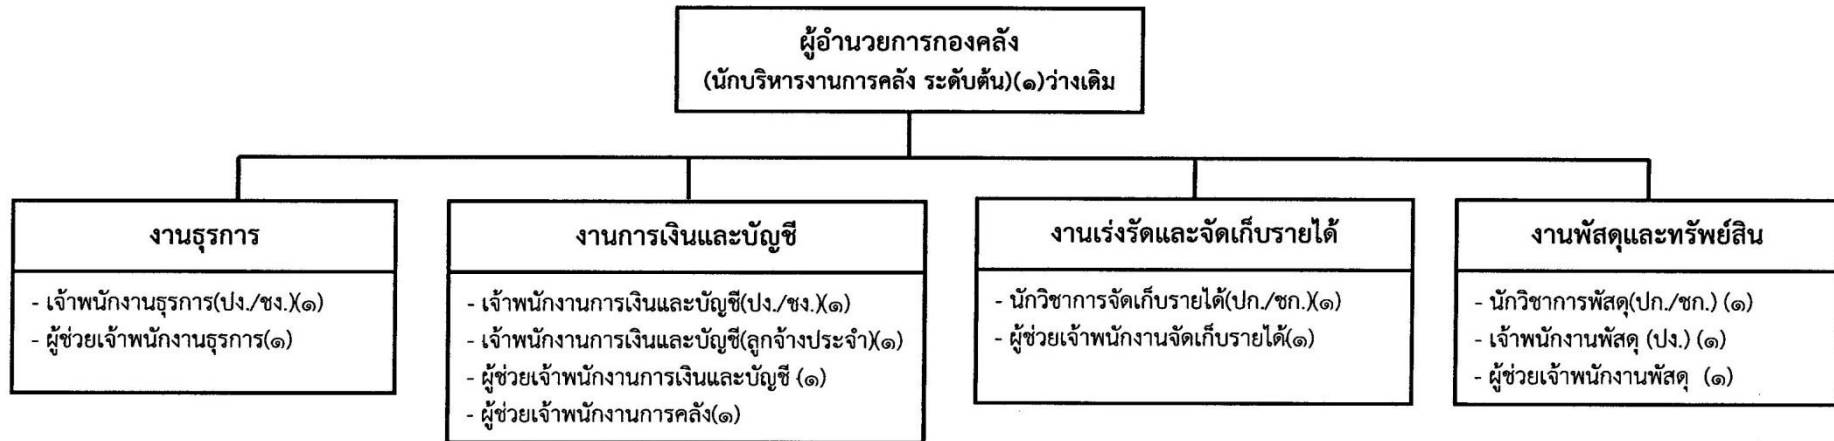 ผู้อำนวยการกองคลัง
(นักบริหารงานการคลัง ระดับต้น)(๑)ว่างเดิม
งานธุรการ
- เจ้าพนักงานธุรการ(ปง./ชง.)(๑)
- ผู้ช่วยเจ้าพนักงานธุรการ(๑)
งานการเงินและบัญชี
- เจ้าพนักงานการเงินและบัญชี(ปง./ชง.)(๑)
- เจ้าพนักงานการเงินและบัญชี(ลูกจ้างประจำ)(๑)
- ผู้ช่วยเจ้าพนักงานการเงินและบัญชี (๑)
- ผู้ช่วยเจ้าพนักงานการคลัง(๑)
งานเร่งรัดและจัดเก็บรายได้
- นักวิชาการจัดเก็บรายได้(ปก./ชก.)(๑)
- ผู้ช่วยเจ้าพนักงานจัดเก็บรายได้(๑)
งานพัสดุและทรัพย์สิน
- นักวิชาการพัสดุ(ปก./ชก.) (๑)
- เจ้าพนักงานพัสดุ (ปง.) (๑)
- ผู้ช่วยเจ้าพนักงานพัสดุ (๑)